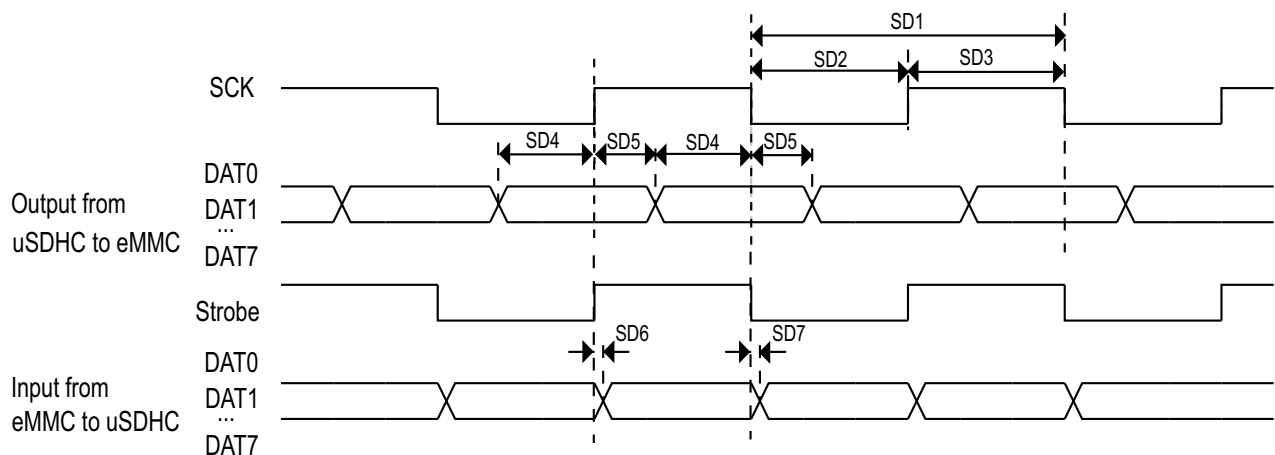 SD1
SD2 SD3
SCK
SD4 SD5 SD4 SD5
DAT0
Output from
DAT1
...
uSDHC to eMMC
DAT7
Strobe
SD6 SD7
DAT0
Input from
DAT1
...
eMMC to uSDHC
DAT7